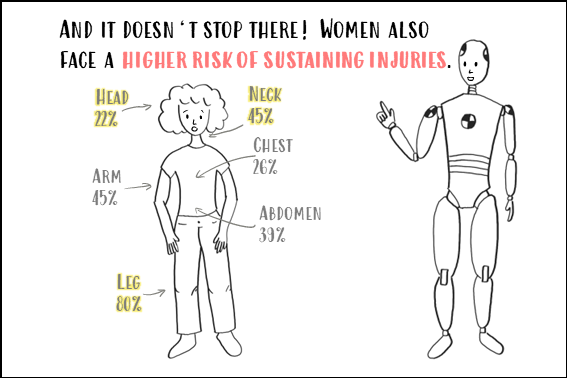 And it doesn't stop there! Women also
face a higher risk of sustaining injuries.
Head
22%
Neck
45%
Chest
26%
Arm
45%
Abdomen
39%
Leg
80%